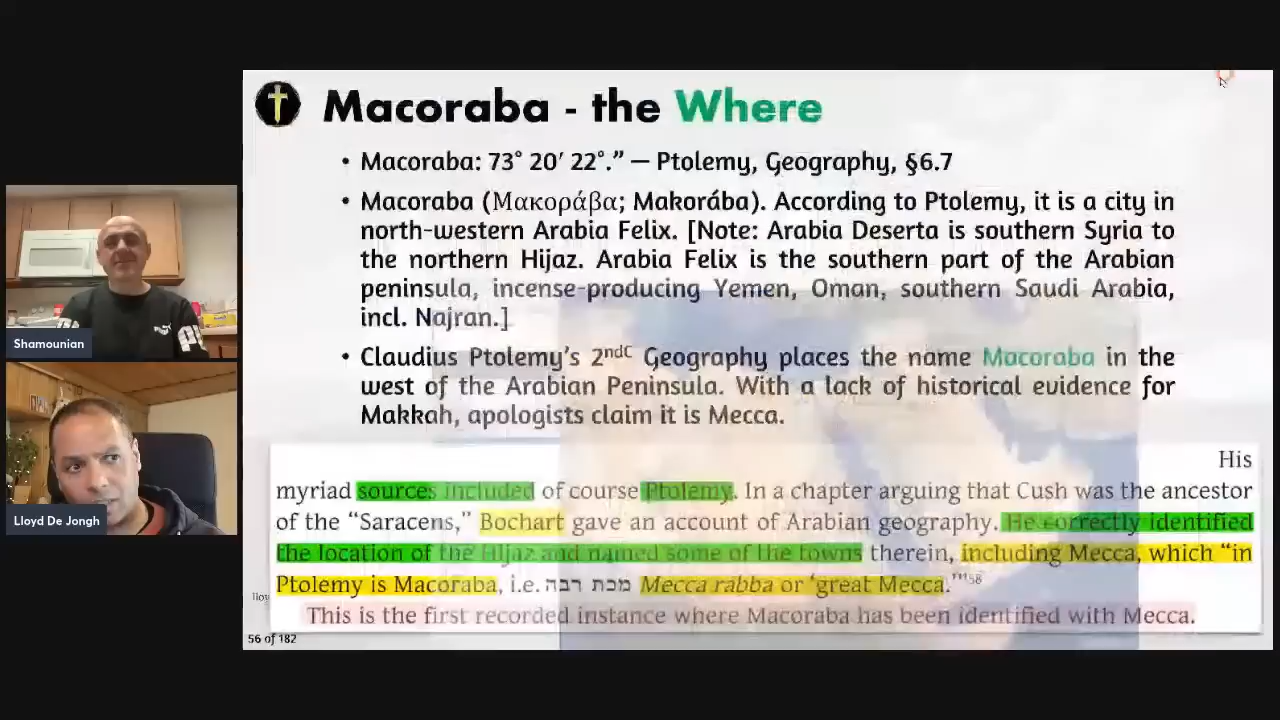 Macoraba - the Where
• Macoraba: 73° 20′ 22°.” — Ptolemy, Geography, §6.7
• Macoraba (Μακοράβα; Makorába). According to Ptolemy, it is a city in
north-western Arabia Felix. [Note: Arabia Deserta is southern Syria to
the northern Hijaz. Arabia Felix is the southern part of the Arabian
peninsula, incense-producing Yemen, Oman, southern Saudi Arabia,
incl. Najran.]
• Claudius Ptolemy’s 2ndC Geography places the name Macoraba in the
west of the Arabian Peninsula. With a lack of historical evidence for
Makkah, apologists claim it is Mecca.
His
myriad sources included of course Ptolemy. In a chapter arguing that Cush was the ancestor
of the “Saracens,” Bochart gave an account of Arabian geography. He correctly identified
the location of the Hijaz and named some of the towns therein, including Mecca, which “in
Ptolemy is Macoraba, i.e. מכת רבה Mecca rabba or ‘great Mecca.’”58
This is the first recorded instance where Macoraba has been identified with Mecca.
56 of 182
Shamounian
Lloyd De Jongh